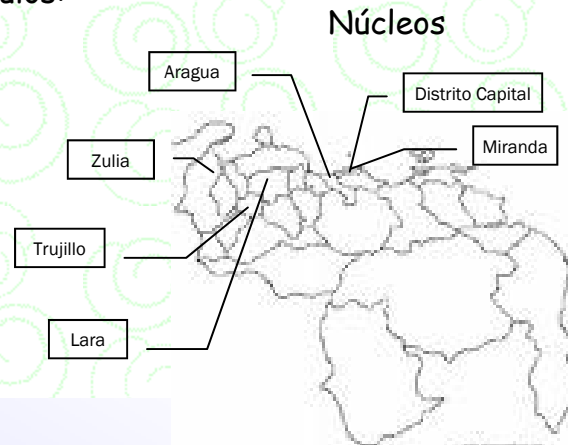 Núcleos
Aragua
Distrito Capital
Miranda
Zulia
Trujillo
Lara